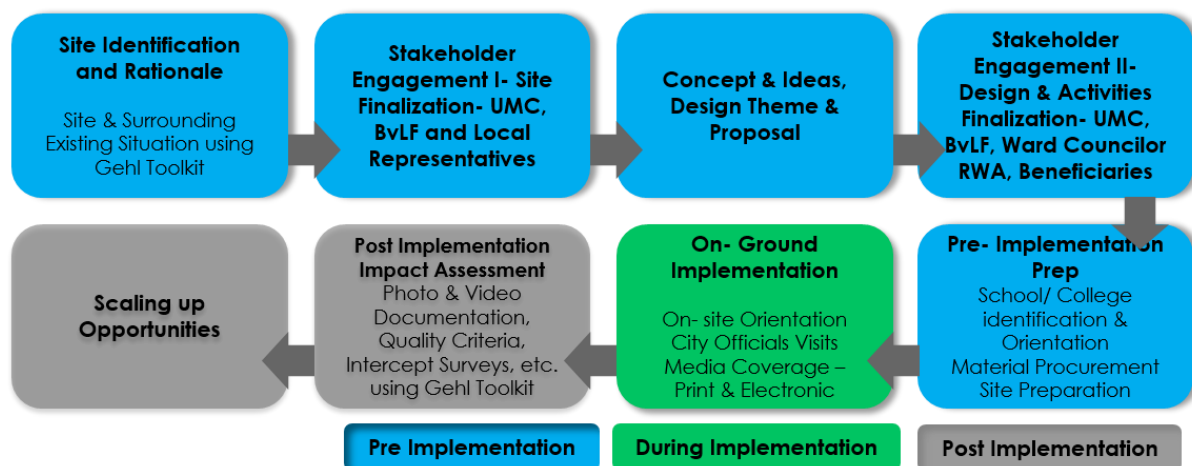 Site Identification
and Rationale
Site & Surrounding
Existing Situation using
Gehl Toolkit
Stakeholder
Engagement I- Site
Finalization- UMC,
BvLF and Local
Representatives
Concept & Ideas,
Design Theme &
Proposal
Stakeholder
Engagement II-
Design & Activities
Finalization- UMC,
BvLF, Ward Councilor
RWA, Beneficiaries
Pre- Implementation
Prep
School/ College
identification &
Orientation
Material Procurement
Site Preparation
On- Ground
Implementation
On- site Orientation
City Officials Visits
Media Coverage –
Print & Electronic
Post Implementation
Impact Assessment
Photo & Video
Documentation,
Quality Criteria,
Intercept Surveys, etc.
using Gehl Toolkit
Scaling up
Opportunities
Pre Implementation
During Implementation
Post Implementation